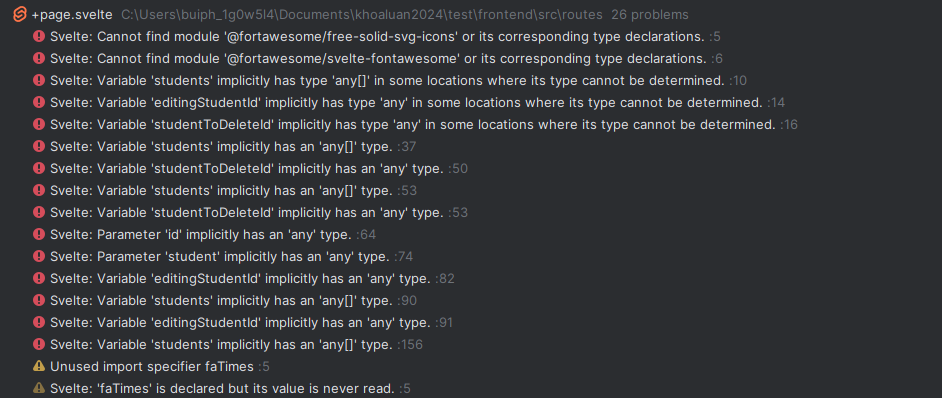 +page.svelte C:\Users\buiph_1g0w5l4\Documents\khoaluan2024\test\frontend\src\routes 26 problems
Svelte: Cannot find module '@fortawesome/free-solid-svg-icons' or its corresponding type declarations. :5
Svelte: Cannot find module '@fortawesome/svelte-fontawesome' or its corresponding type declarations. :6
Svelte: Variable 'students' implicitly has type 'any[]' in some locations where its type cannot be determined. :10
Svelte: Variable 'editingStudentId' implicitly has type 'any' in some locations where its type cannot be determined. :14
Svelte: Variable 'studentToDeleteId' implicitly has type 'any' in some locations where its type cannot be determined. :16
Svelte: Variable 'students' implicitly has an 'any[]' type. :37
Svelte: Variable 'studentToDeleteId' implicitly has an 'any' type. :50
Svelte: Variable 'students' implicitly has an 'any[]' type. :53
Svelte: Variable 'studentToDeleteId' implicitly has an 'any' type. :53
Svelte: Parameter 'id' implicitly has an 'any' type. :64
Svelte: Parameter 'student' implicitly has an 'any' type. :74
Svelte: Variable 'editingStudentId' implicitly has an 'any' type. :82
Svelte: Variable 'students' implicitly has an 'any[]' type. :90
Svelte: Variable 'editingStudentId' implicitly has an 'any' type. :91
Svelte: Variable 'students' implicitly has an 'any[]' type. :156
Unused import specifier faTimes :5
Svelte: 'faTimes' is declared but its value is never read. :5